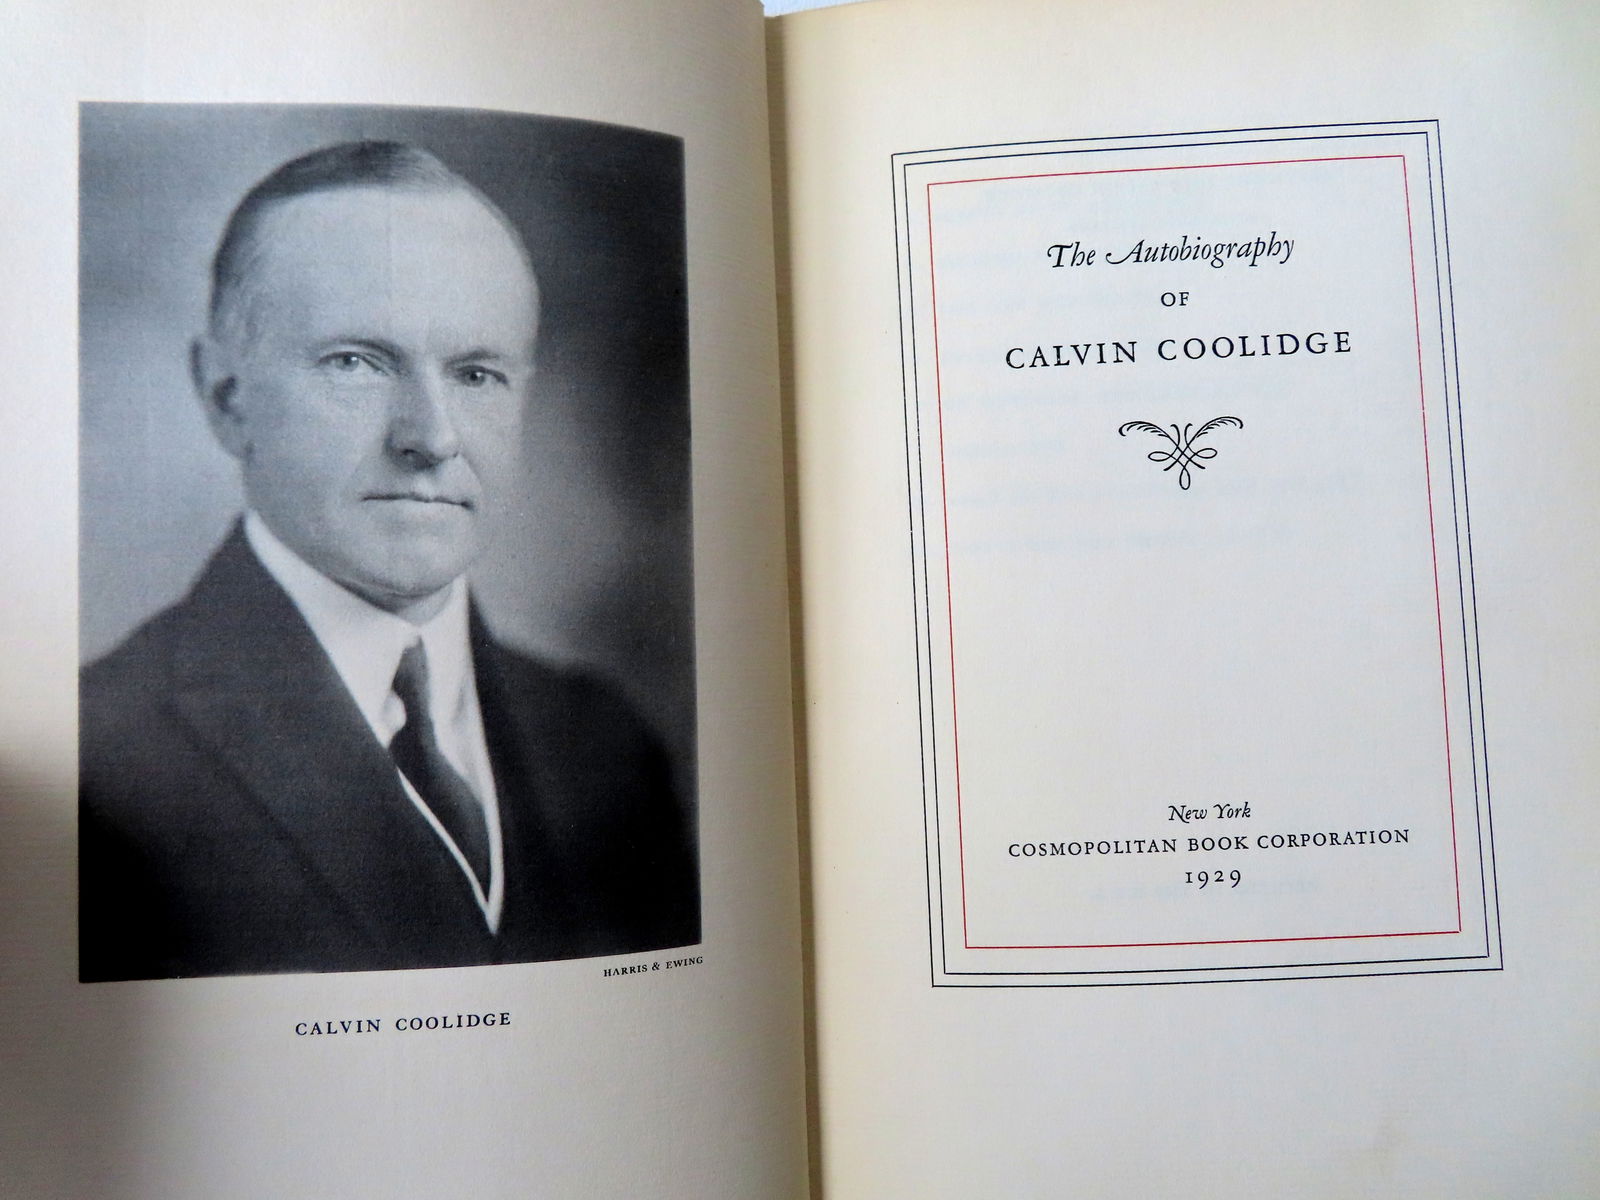 HARRIS & EWING
CALVIN COOLIDGE
The Autobiography
OF
CALVIN COOLIDGE
New York
COSMOPOLITAN BOOK CORPORATION
1929